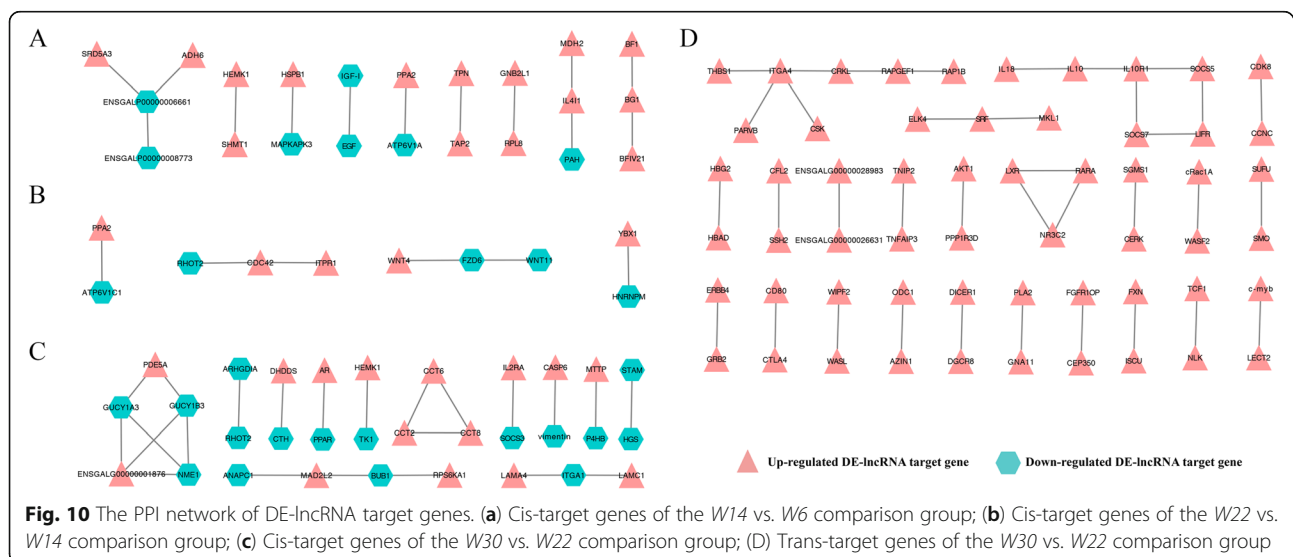 A
SRD5A3
ADH6
ENSGALP00000006661
ENSGALP00000008773
HEMK1
SHMT1
HSPB1
MAPKAPK3
IGF-I
EGF
PPA2
ATP6V1A
TPN
TAP2
GNB2L1
RPL8
MDH2
IL4I1
PAH
BF1
BG1
BFIV21
B
PPA2
ATP6V1C1
RHOT2
CDC42
ITPR1
WNT4
FZD6
WNT11
YBX1
HNRNPM
C
PDE5A
GUCY1A3
GUCY1B3
ENSGALG00000001876
NME1
ARHGDIA
RHOT2
DHDDS
CTH
AR
PPAR
HEMK1
TK1
CCT6
CCT2
CCT8
IL2RA
SOCS3
CASP6
vimentin
MTTP
P4HB
STAM
HGS
ANAPC1
MAD2L2
BUB1
RPS6KA1
LAMA4
ITGA1
LAMC1
D
THBS1
ITGA4
CRKL
RAPGEF1
RAP1B
PARVB
CSK
IL18
IL10
IL10R1
SOCS5
SOCS7
LIFR
ELK4
SRF
MKL1
CDK8
CCNC
HBG2
HBAD
CFL2
SSH2
ENSGALG00000028983
ENSGALG00000026631
TNIP2
TNFAIP3
AKT1
PPP1R3D
LXR
RARA
NR3C2
SGMS1
CERK
cRac1A
WASF2
SUFU
SMO
ERBB4
GRB2
CD80
CTLA4
WIPF2
WASL
ODC1
AZIN1
DICER1
DGCR8
PLA2
GNA11
FGFR1OP
CEP350
FXN
ISCU
TCF1
NLK
c-myb
LECT2
Up-regulated DE-lncRNA target gene
Down-regulated DE-lncRNA target gene
Fig. 10 The PPI network of DE-lncRNA target genes. (a) Cis-target genes of the W14 vs. W6 comparison group; (b) Cis-target genes of the W22 vs.
W14 comparison group; (c) Cis-target genes of the W30 vs. W22 comparison group; (D) Trans-target genes of the W30 vs. W22 comparison group